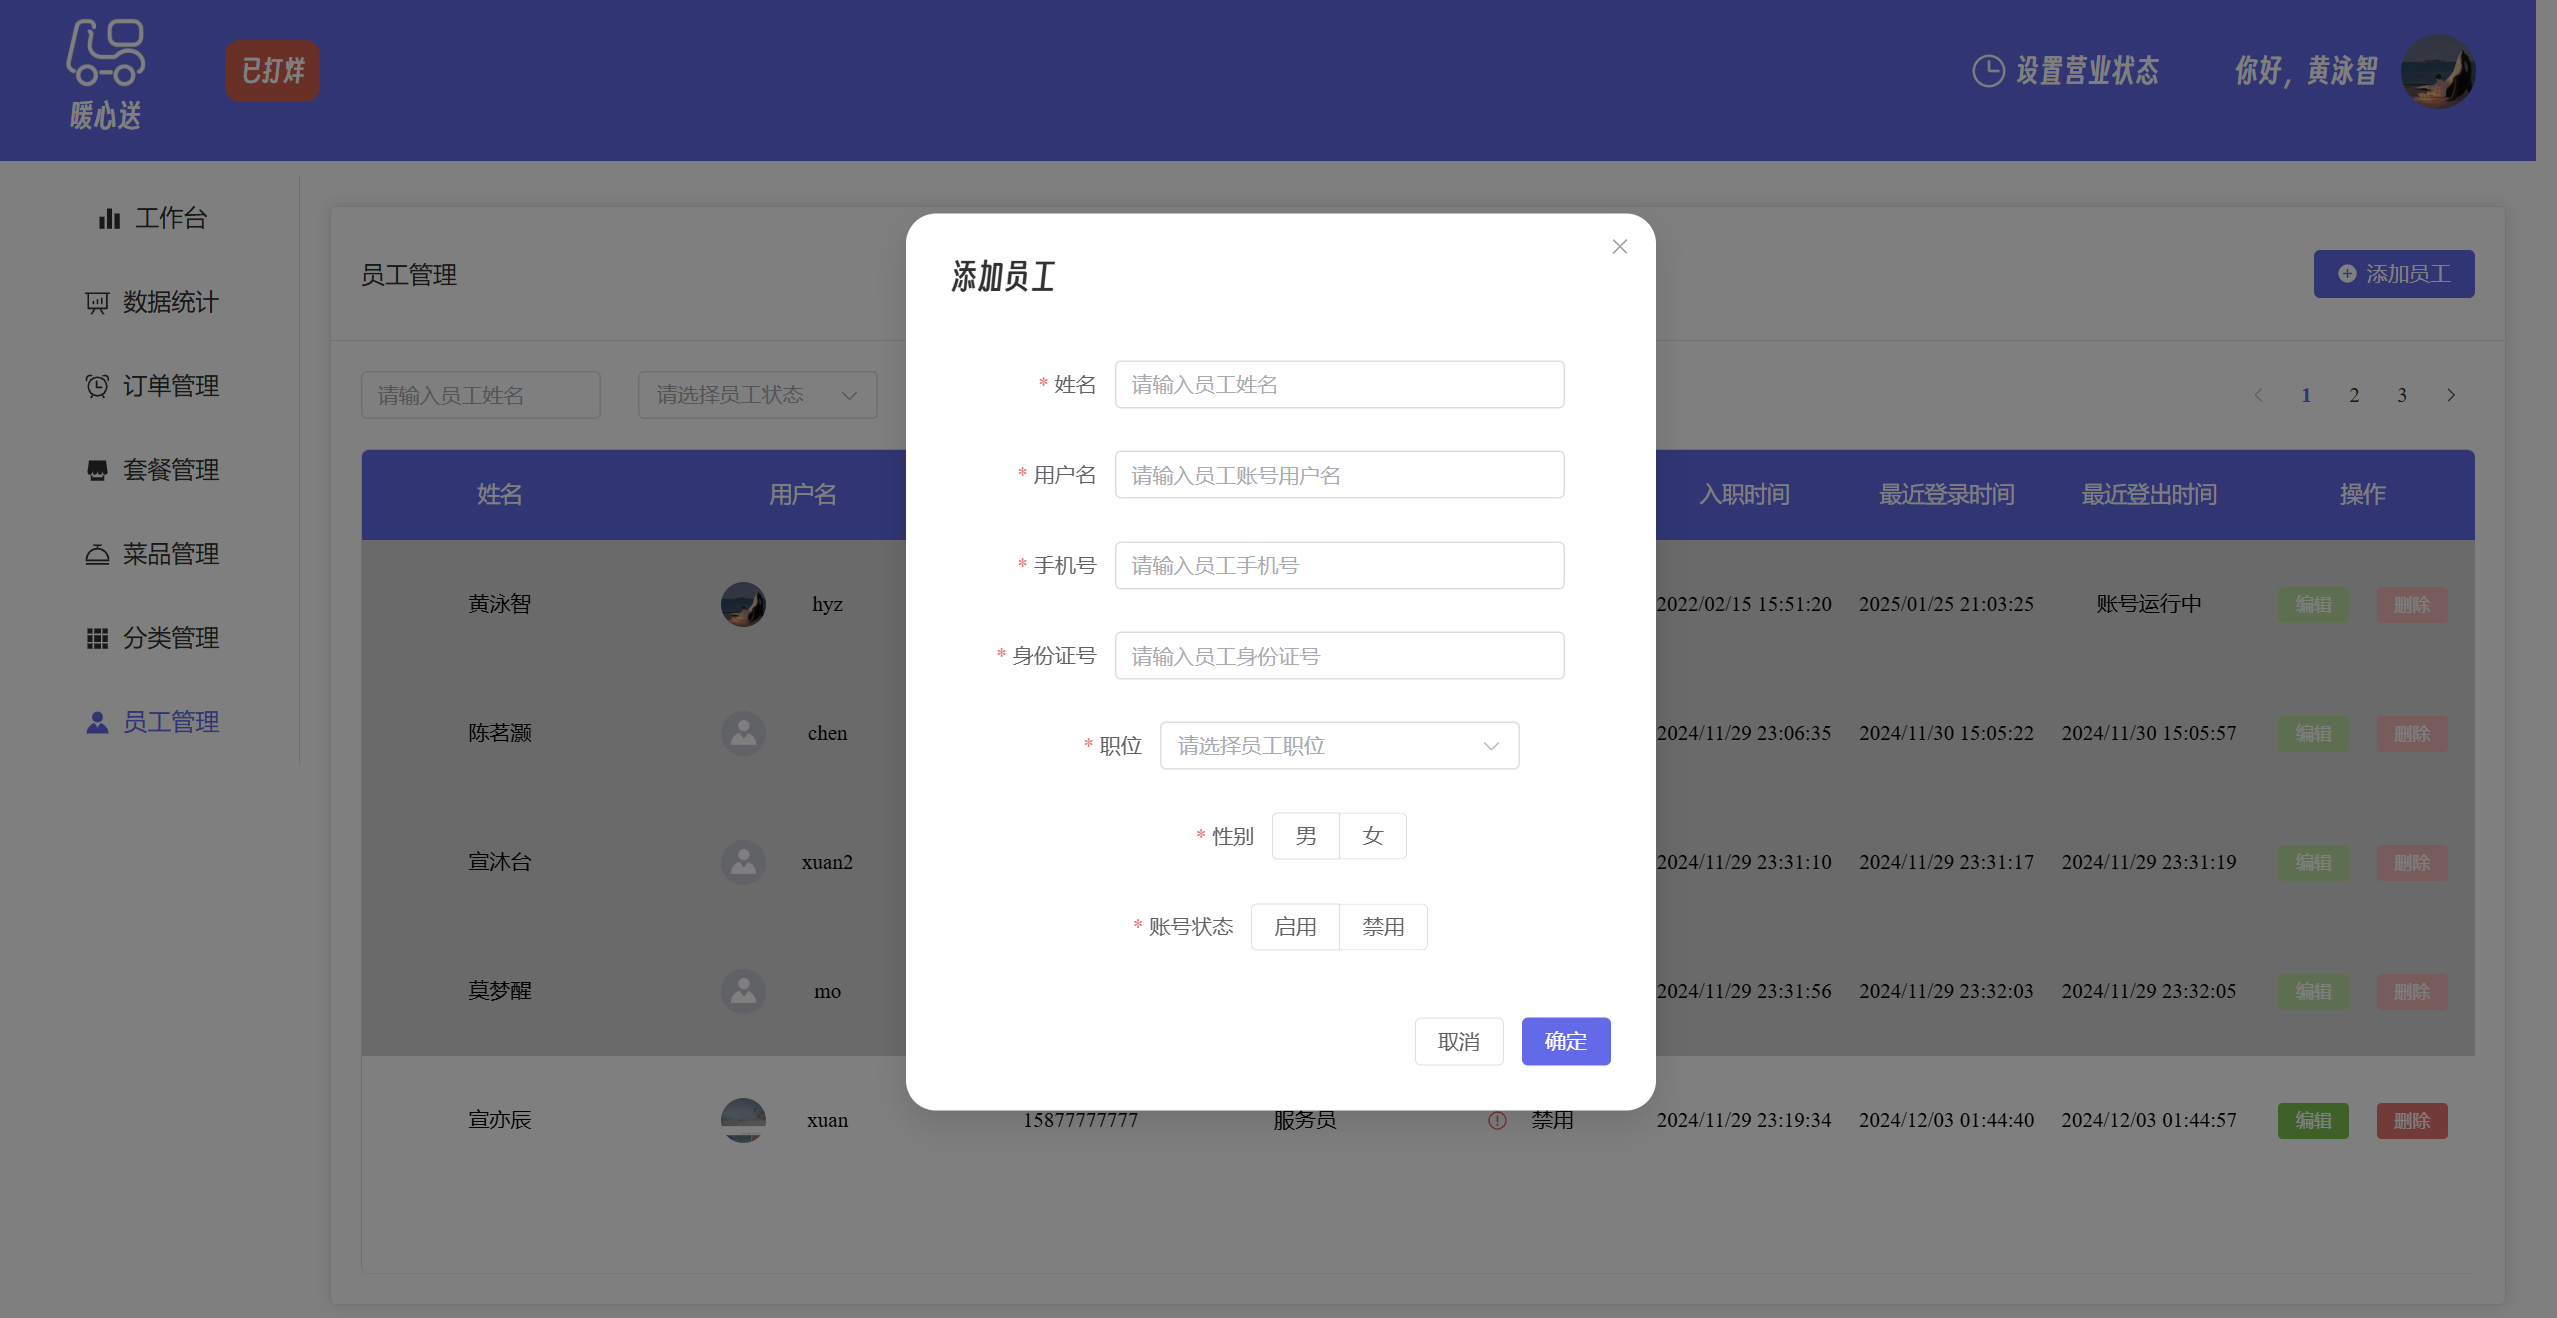 暖心送
已打烊
设置营业状态
你好，黄泳智
工作台
数据统计
订单管理
套餐管理
菜品管理
分类管理
员工管理
员工管理
添加员工
请输入员工姓名
请选择员工状态
1 2 3
姓名 用户名 入职时间 最近登录时间 最近登出时间 操作
黄泳智 hyz 2022/02/15 15:51:20 2025/01/25 21:03:25 账号运行中 编辑 删除
陈茗灏 chen 2024/11/29 23:06:35 2024/11/30 15:05:22 2024/11/30 15:05:57 编辑 删除
宣沐台 xuan2 2024/11/29 23:31:10 2024/11/29 23:31:17 2024/11/29 23:31:19 编辑 删除
莫梦醒 mo 2024/11/29 23:31:56 2024/11/29 23:32:03 2024/11/29 23:32:05 编辑 删除
宣亦辰 xuan 15877777777 服务员 禁用 2024/11/29 23:19:34 2024/12/03 01:44:40 2024/12/03 01:44:57 编辑 删除
添加员工
* 姓名 请输入员工姓名
* 用户名 请输入员工账号用户名
* 手机号 请输入员工手机号
* 身份证号 请输入员工身份证号
* 职位 请选择员工职位
* 性别 男 女
* 账号状态 启用 禁用
取消 确定